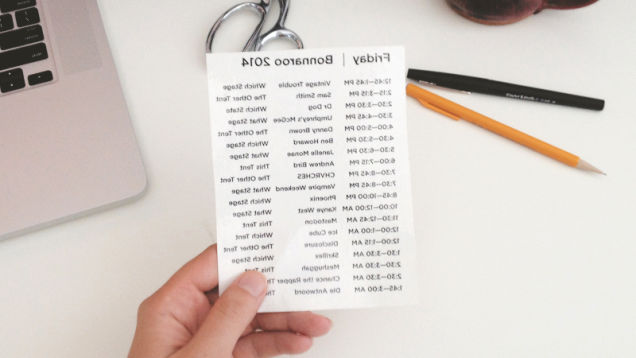 Friday | Bonnaroo 2014
12:45–1:45 PM Vintage Trouble Which Stage
2:15–3:15 PM Sam Smith The Other Tent
2:30–3:30 PM Dr Dog Which State
3:30–4:45 PM Umphrey's McGee What Stage
4:00–5:00 PM Danny Brown The Other Tent
4:30–5:30 PM Ben Howard Which Stage
5:30–6:30 PM Janelle Monae What Stage
6:00–7:15 PM Andrew Bird This Tent
7:30–8:45 PM CHVRCHES The Other Tent
7:30–8:45 PM Vampire Weekend What Stage
8:45–10:00 PM Phoenix Which Stage
10:00–12:00 AM Kanye West What Stage
11:30–12:45 AM Mastodon This Tent
12:00–1:00 AM Ice Cube Which Tent
12:00–1:15 AM Disclosure The Other Tent
1:30–3:30 AM Skrillex Which Stage
2:30–3:30 AM Meshuggah This Tent
2:30–3:30 AM Chance the Rapper
1:45–3:00 AM Die Antwoord